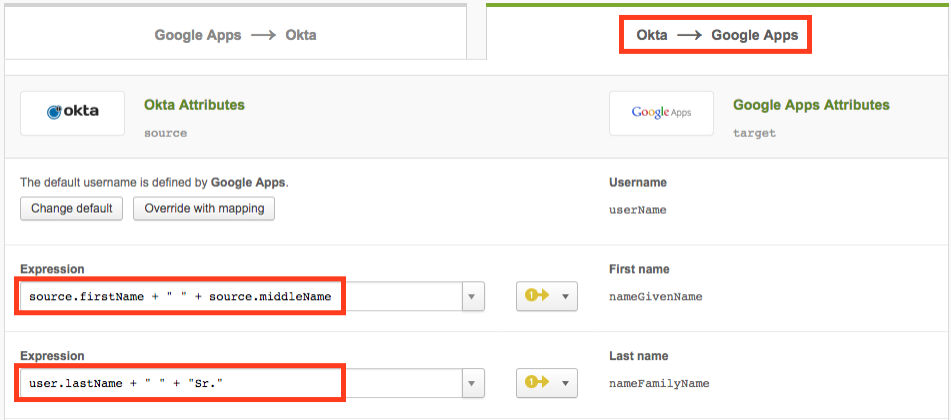 Google Apps → Okta
Okta → Google Apps
okta
Okta Attributes
source
Google Apps
Google Apps Attributes
target
The default username is defined by Google Apps.
Change default
Override with mapping
Username
userName
Expression
source.firstName + " " + source.middleName
First name
nameGivenName
Expression
user.lastName + " " + "Sr."
Last name
nameFamilyName